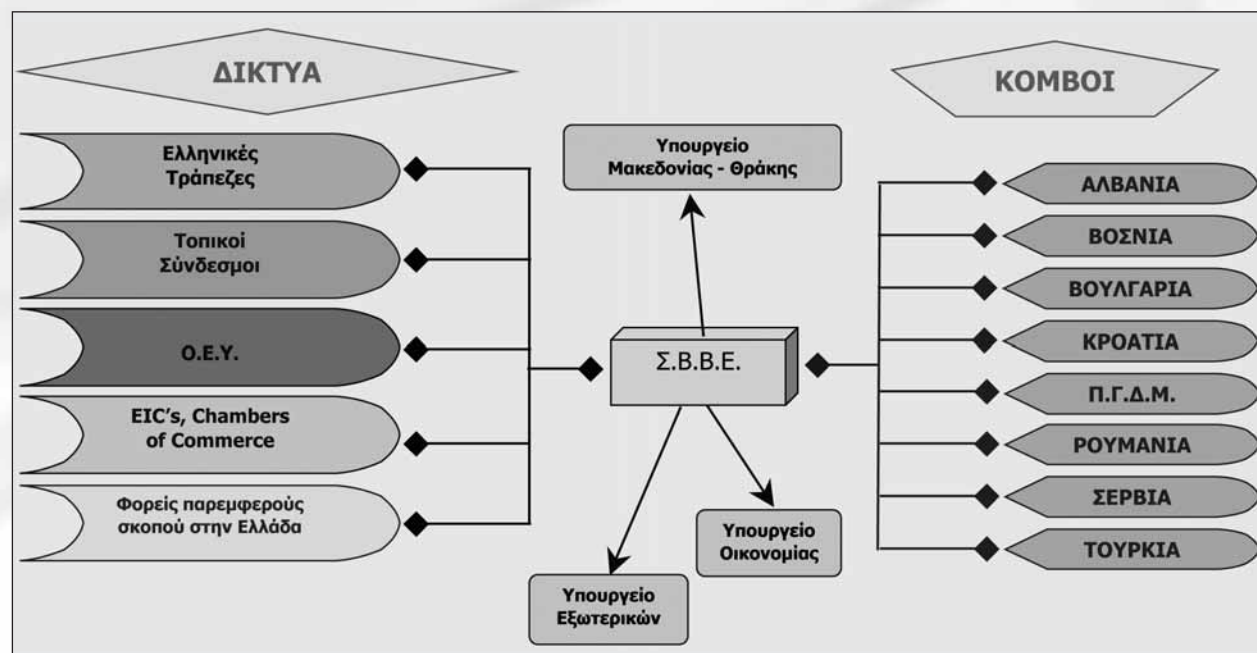 ΔΙΚΤΥΑ
Ελληνικές
Τράπεζες
Τοπικοί
Σύνδεσμοι
Ο.Ε.Υ.
EIC's, Chambers
of Commerce
Φορείς παρεμφερούς
σκοπού στην Ελλάδα
Υπουργείο
Μακεδονίας - Θράκης
Σ.Β.Β.Ε.
Υπουργείο
Οικονομίας
Υπουργείο
Εξωτερικών
ΚΟΜΒΟΙ
ΑΛΒΑΝΙΑ
ΒΟΣΝΙΑ
ΒΟΥΛΓΑΡΙΑ
ΚΡΟΑΤΙΑ
Π.Γ.Δ.Μ.
ΡΟΥΜΑΝΙΑ
ΣΕΡΒΙΑ
ΤΟΥΡΚΙΑ